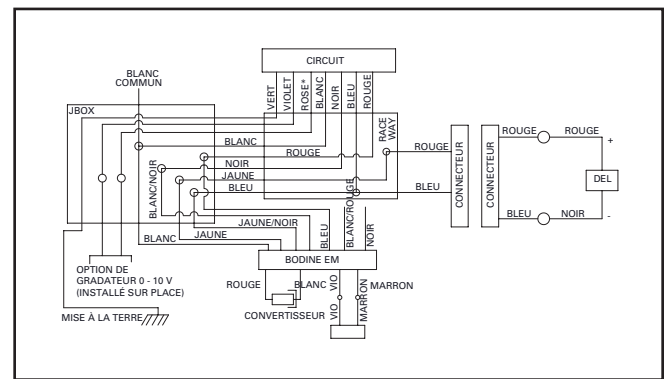 BLANC
COMMUN
CIRCUIT
VERT
VIOLET
ROSE*
BLANC
NOIR
BLEU
ROUGE
JBOX
RACE
WAY
BLANC
ROUGE
NOIR
JAUNE
BLEU
BLANC/NOIR
ROUGE
BLEU
CONNECTEUR
CONNECTEUR
ROUGE
ROUGE
+
DEL
BLEU
NOIR
-
JAUNE/NOIR
BLANC
JAUNE
BLEU
BLANC/ROUGE
NOIR
BODINE EM
OPTION DE
GRADATEUR 0 - 10 V
(INSTALLÉ SUR PLACE)
MISE À LA TERRE
ROUGE
BLANC
VIO
MARRON
CONVERTISSEUR
VIO
MARRON